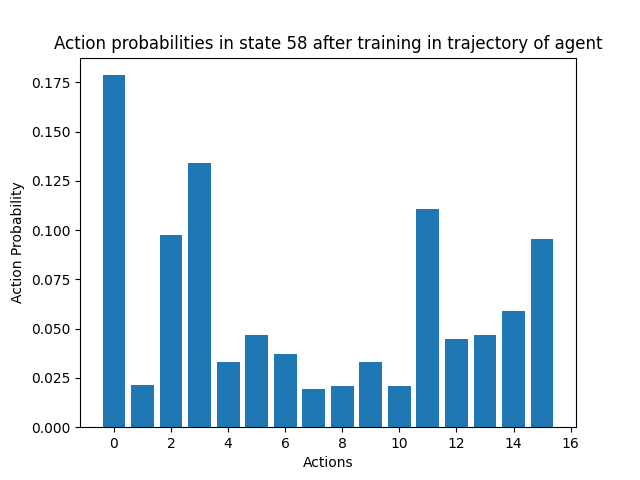 Action probabilities in state 58 after training in trajectory of agent
0.175
0.150
0.125
0.100
0.075
0.050
0.025
0.000
Action Probability
0 2 4 6 8 10 12 14 16
Actions